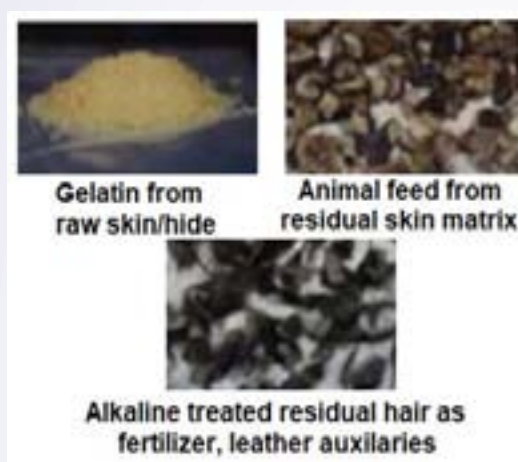 Gelatin from
raw skin/hide
Animal feed from
residual skin matrix
Alkaline treated residual hair as
fertilizer, leather auxilaries